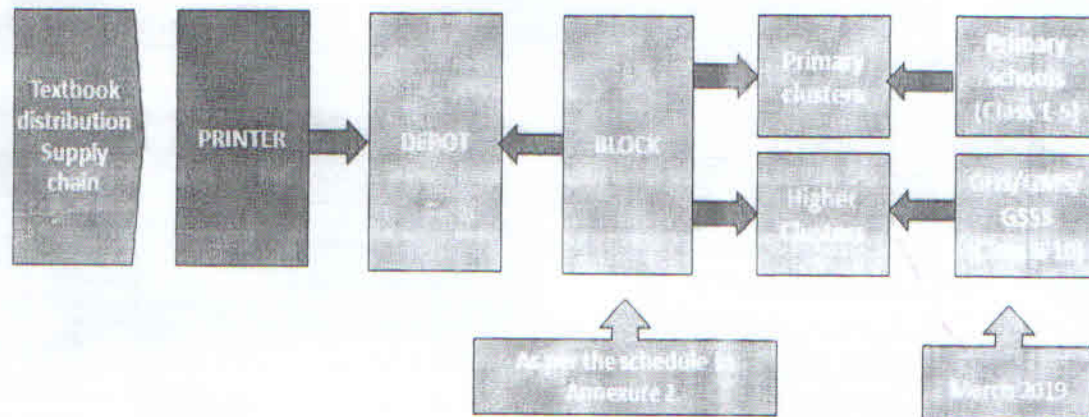 Textbook
distribution
Supply
chain
PRINTER
DEPOT
BLOCK
Primary
clusters
Primary
schools
(Class 1-5)
Higher
Clusters
GSSS
As per the schedule in
Annexure 2
March 2019